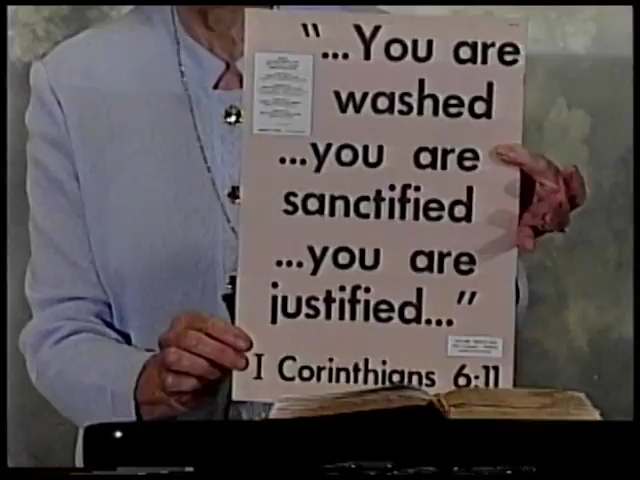 “...You are
washed
...you are
sanctified
...you are
justified...”
I Corinthians 6:11